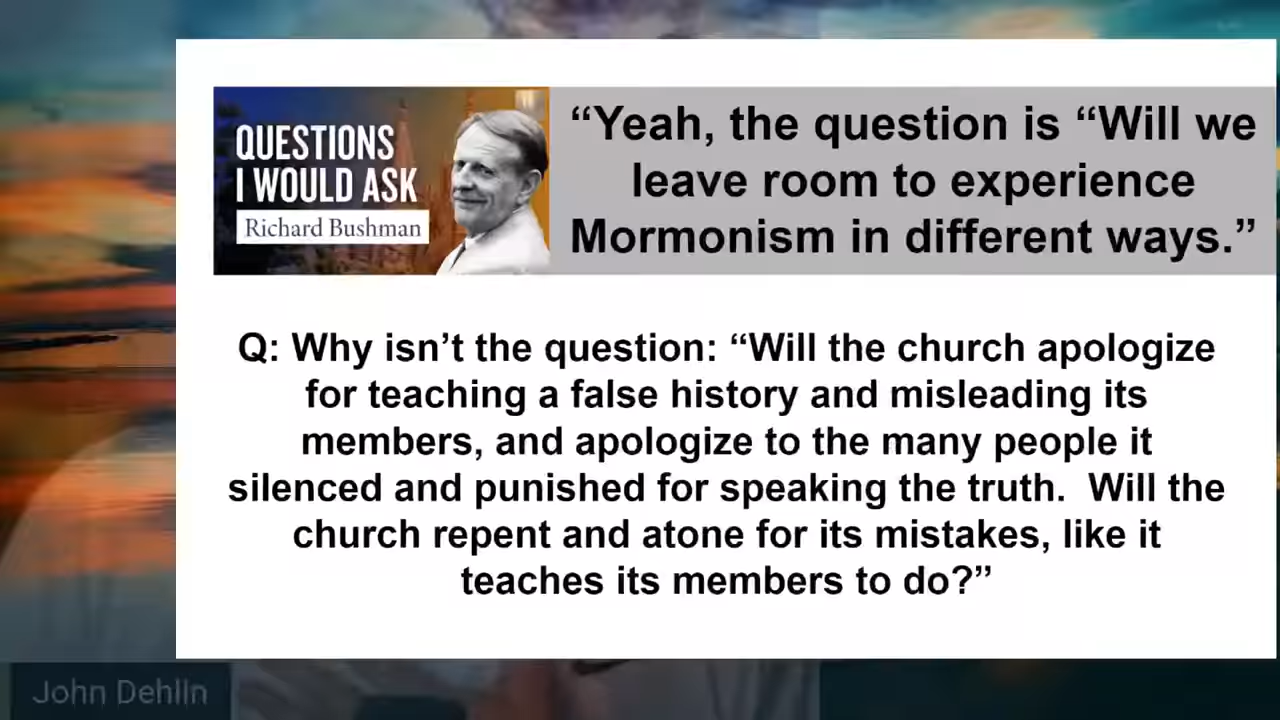 QUESTIONS
I WOULD ASK
Richard Bushman
“Yeah, the question is “Will we
leave room to experience
Mormonism in different ways.”
Q: Why isn’t the question: “Will the church apologize
for teaching a false history and misleading its
members, and apologize to the many people it
silenced and punished for speaking the truth.  Will the
church repent and atone for its mistakes, like it
teaches its members to do?”
John Dehlin